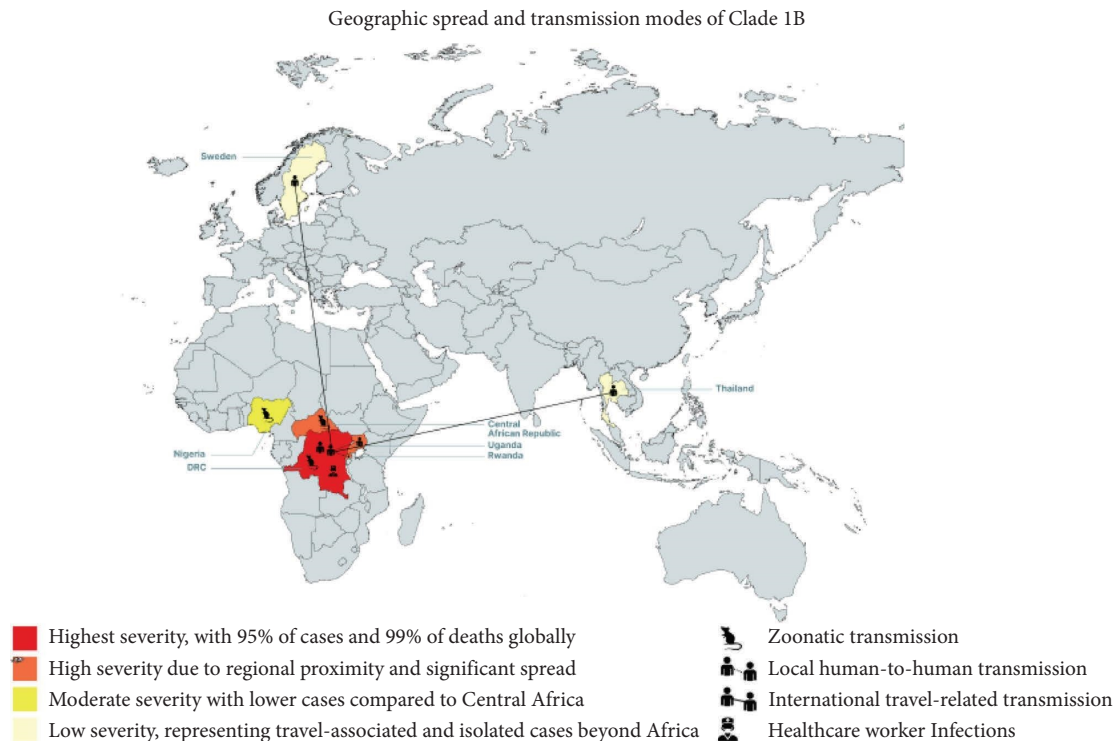 Geographic spread and transmission modes of Clade 1B
Sweden
Thailand
Central
African Republic
Uganda
Rwanda
Nigeria
DRC
Highest severity, with 95% of cases and 99% of deaths globally
High severity due to regional proximity and significant spread
Moderate severity with lower cases compared to Central Africa
Low severity, representing travel-associated and isolated cases beyond Africa
Zoonatic transmission
Local human-to-human transmission
International travel-related transmission
Healthcare worker Infections